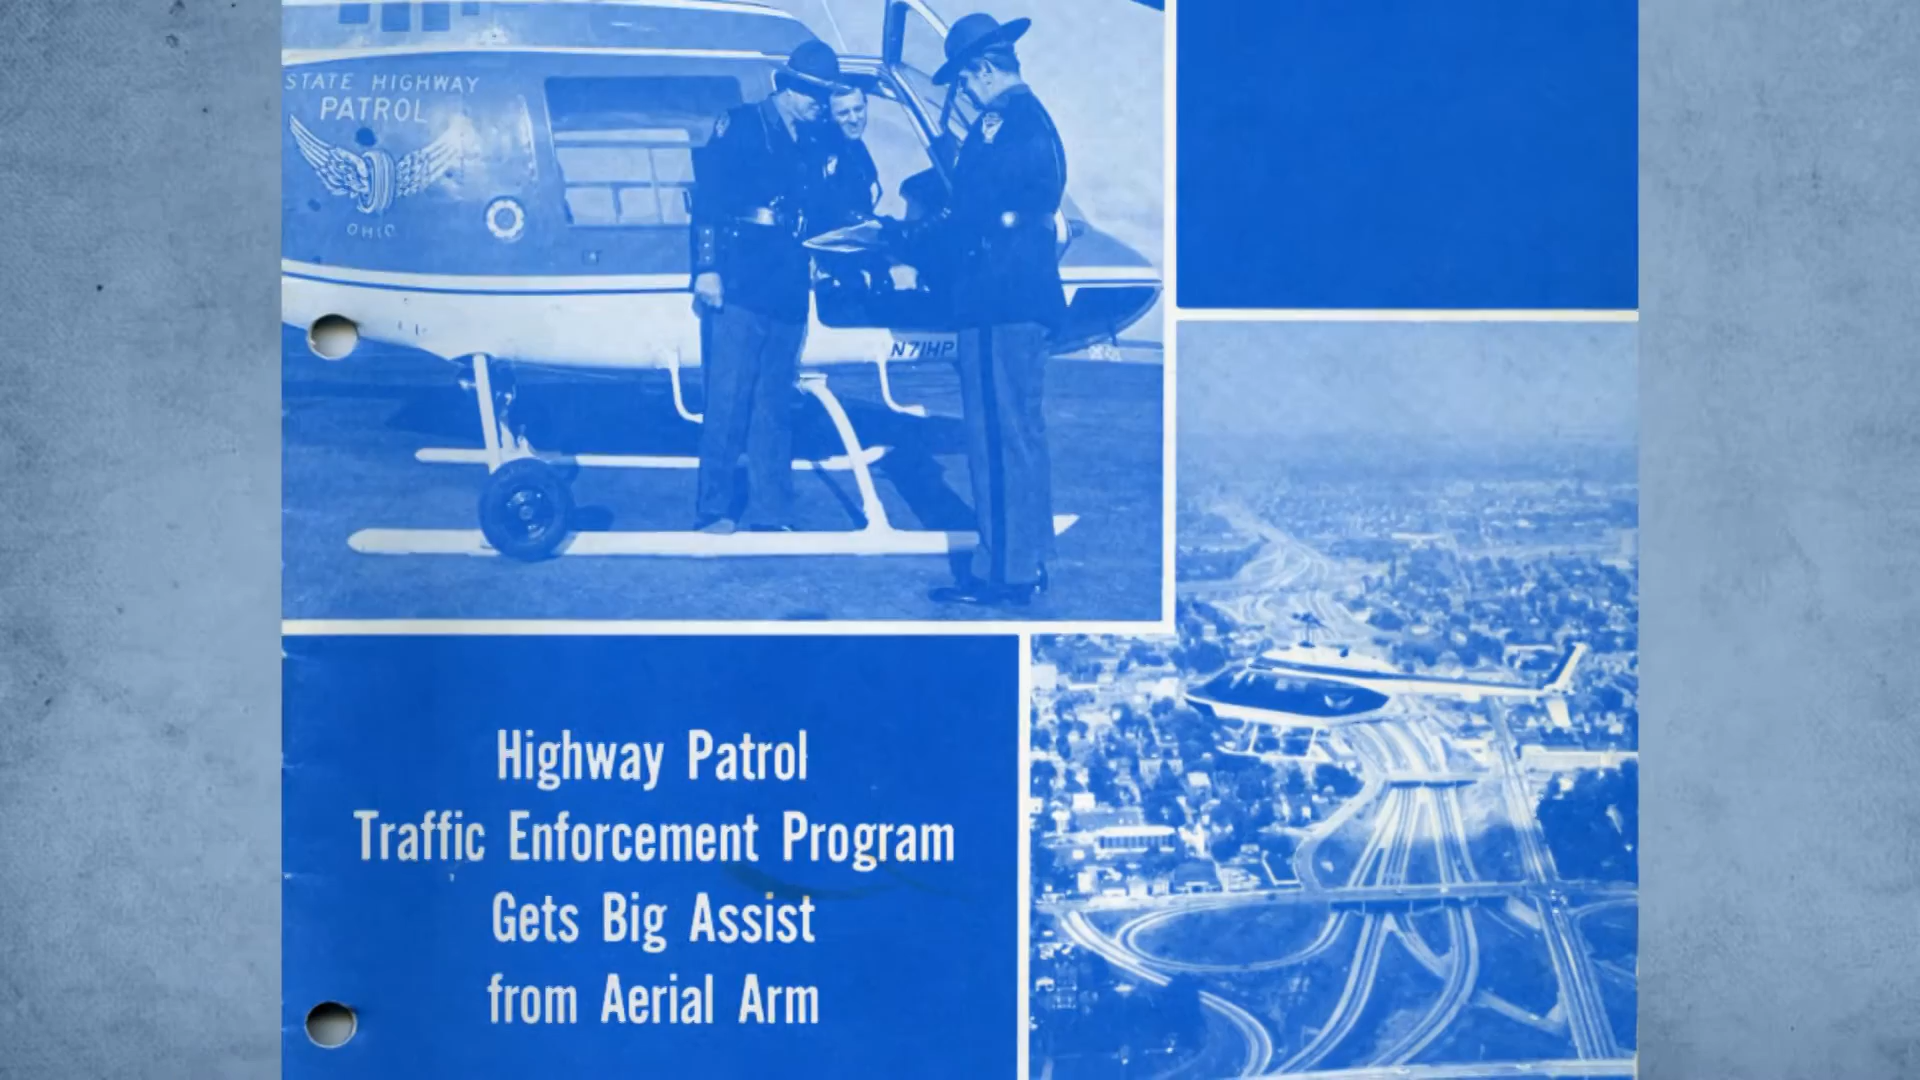 STATE HIGHWAY
PATROL
OHIO
N71HP
Highway Patrol
Traffic Enforcement Program
Gets Big Assist
from Aerial Arm